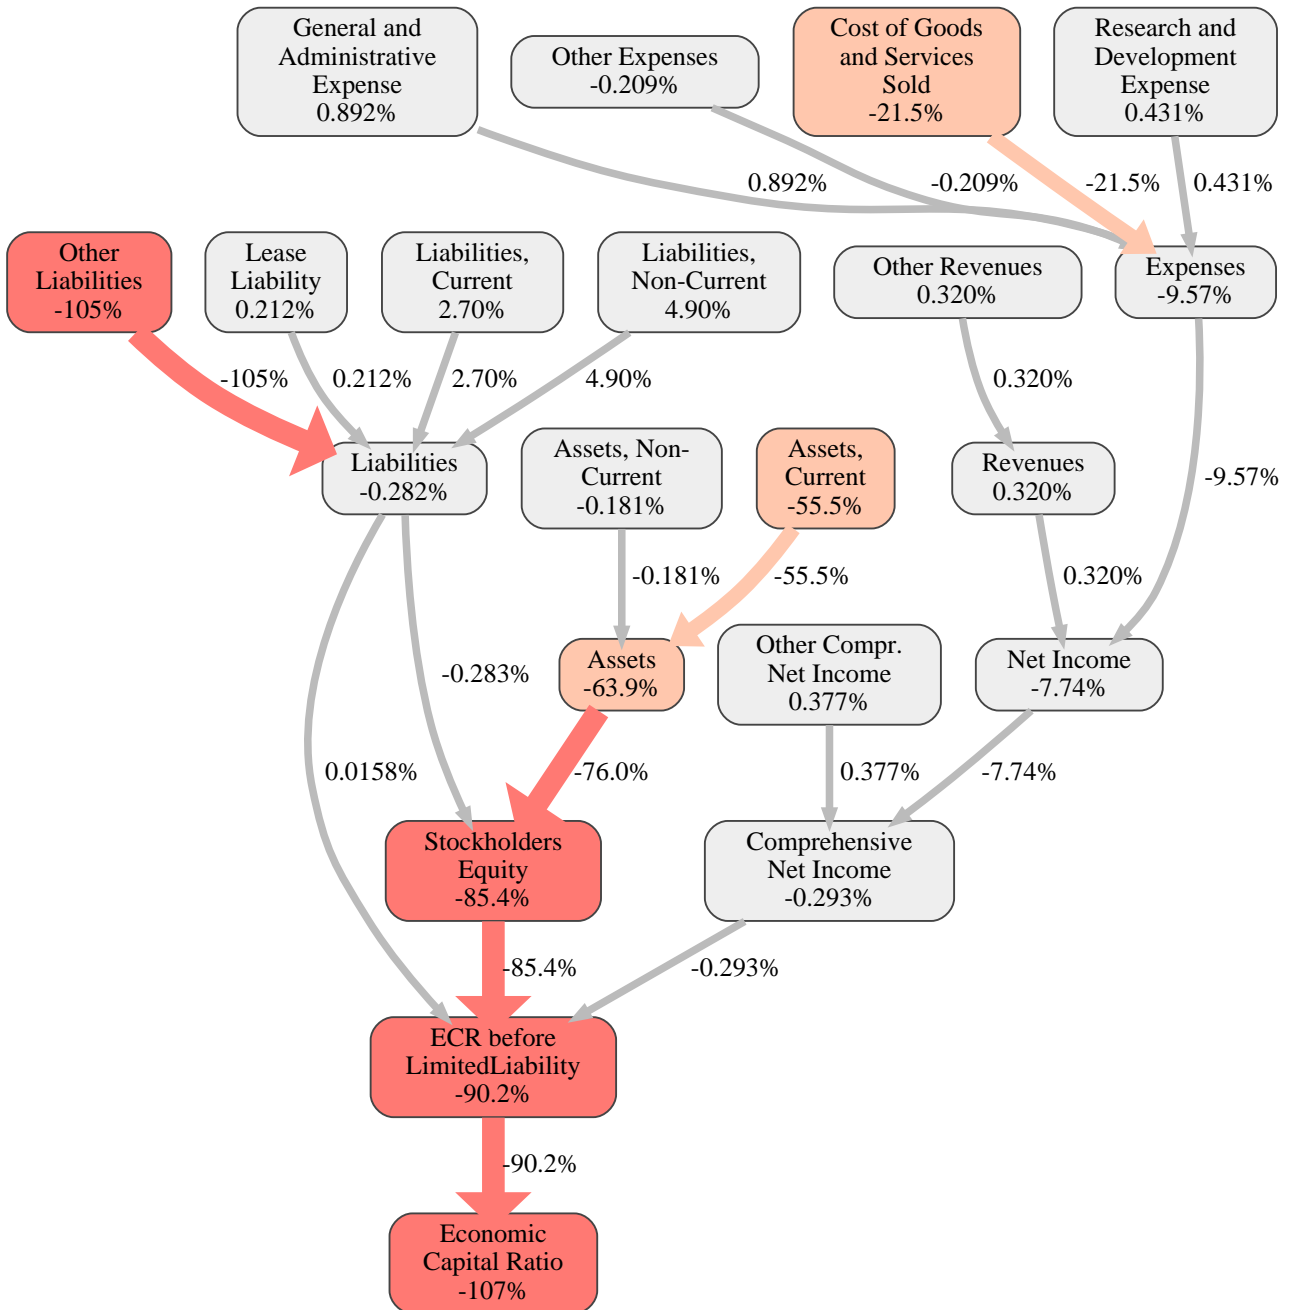 General and
Administrative
Expense
0.892%
Other Expenses
-0.209%
Cost of Goods
and Services
Sold
-21.5%
Research and
Development
Expense
0.431%
0.892%
-0.209%
-21.5%
0.431%
Other
Liabilities
-105%
Lease
Liability
0.212%
Liabilities,
Current
2.70%
Liabilities,
Non-Current
4.90%
Other Revenues
0.320%
Expenses
-9.57%
-105%
0.212%
2.70%
4.90%
0.320%
Liabilities
-0.282%
Assets, Non-
Current
-0.181%
Assets,
Current
-55.5%
Revenues
0.320%
-9.57%
-0.181%
-55.5%
0.320%
-0.283%
Assets
-63.9%
Other Compr.
Net Income
0.377%
Net Income
-7.74%
0.0158%
-76.0%
0.377%
-7.74%
Stockholders
Equity
-85.4%
Comprehensive
Net Income
-0.293%
-85.4%
-0.293%
ECR before
LimitedLiability
-90.2%
-90.2%
Economic
Capital Ratio
-107%